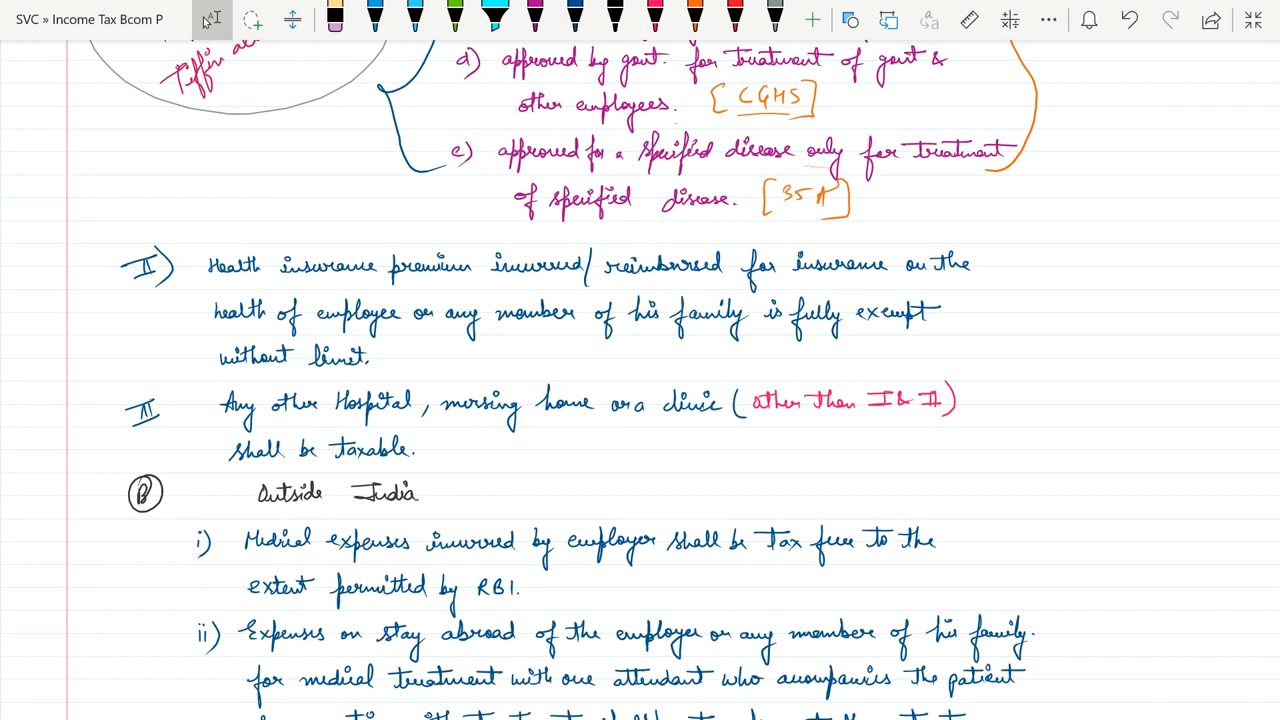 SVC » Income Tax Bcom P
Tiffin
d) approved by govt. for treatment of govt &
other employees. [CGHS]
e) approved for a specified disease only for treatment
of specified disease. [35 A]
II) Health insurance premium incurred/ reimbersed for insurance on the
health of employee or any member of his family is fully exempt
without limit.
III Any other Hospital, nursing home or a clinic (other than I & II)
shall be taxable.
B Outside India
i) Medical expenses incurred by employer shall be Tax free to the
extent permitted by RBI.
ii) Expenses on stay abroad of the employee or any member of his family.
for medical treatment with one attendant who accompanies the patient